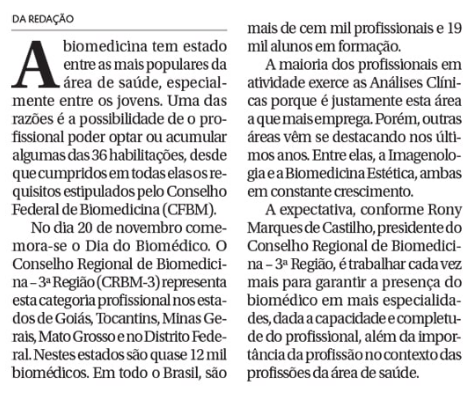 DA REDAÇÃO
A biomedicina tem estado
entre as mais populares da
área de saúde, especial-
mente entre os jovens. Uma das
razões é a possibilidade de o pro-
fissional poder optar ou acumular
algumas das 36 habilitações, desde
que cumpridos em todas elas os re-
quisitos estipulados pelo Conselho
Federal de Biomedicina (CFBM).
No dia 20 de novembro come-
mora-se o Dia do Biomédico. O
Conselho Regional de Biomedici-
na – 3ª Região (CRBM-3) representa
esta categoria profissional nos esta-
dos de Goiás, Tocantins, Minas Ge-
rais, Mato Grosso e no Distrito Fede-
ral. Nestes estados são quase 12 mil
biomédicos. Em todo o Brasil, são
mais de cem mil profissionais e 19
mil alunos em formação.
A maioria dos profissionais em
atividade exerce as Análises Clíni-
cas porque é justamente esta área
a que mais emprega. Porém, outras
áreas vêm se destacando nos últi-
mos anos. Entre elas, a Imagenolo-
gia e a Biomedicina Estética, ambas
em constante crescimento.
A expectativa, conforme Rony
Marques de Castilho, presidente do
Conselho Regional de Biomedici-
na – 3ª Região, é trabalhar cada vez
mais para garantir a presença do
biomédico em mais especialida-
des, dada a capacidade e completu-
de do profissional, além da impor-
tância da profissão no contexto das
profissões da área de saúde.